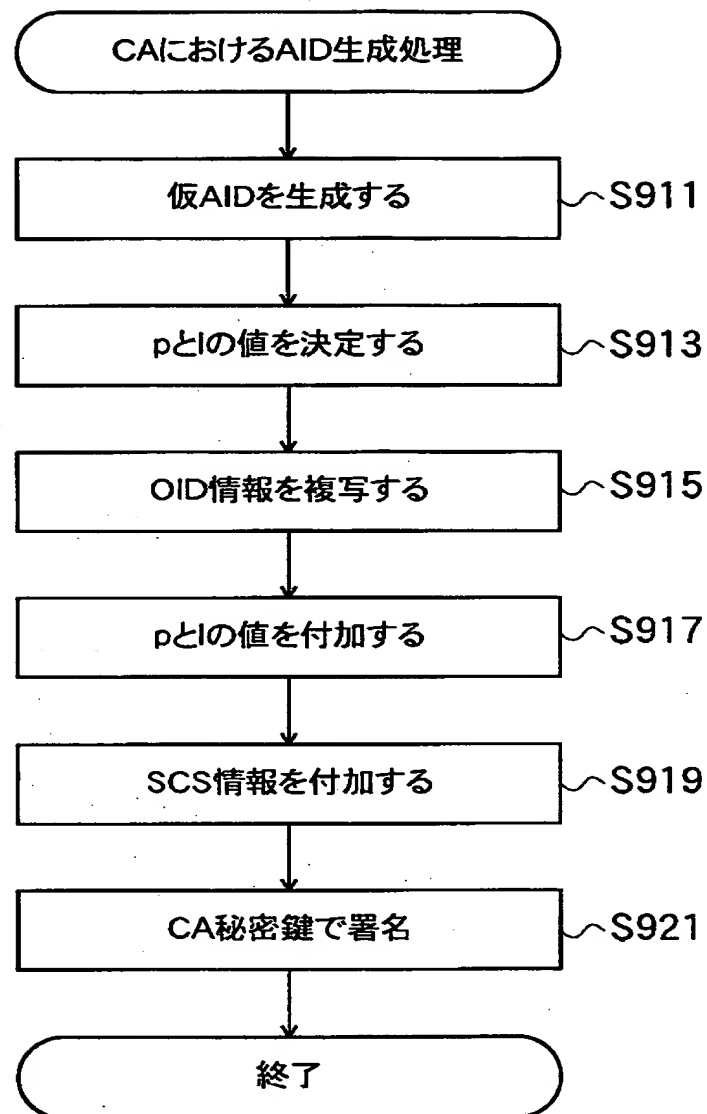 CAにおけるAID生成処理
仮AIDを生成する
S911
pとlの値を決定する
S913
OID情報を複写する
S915
pとlの値を付加する
S917
SCS情報を付加する
S919
CA秘密鍵で署名
S921
終了